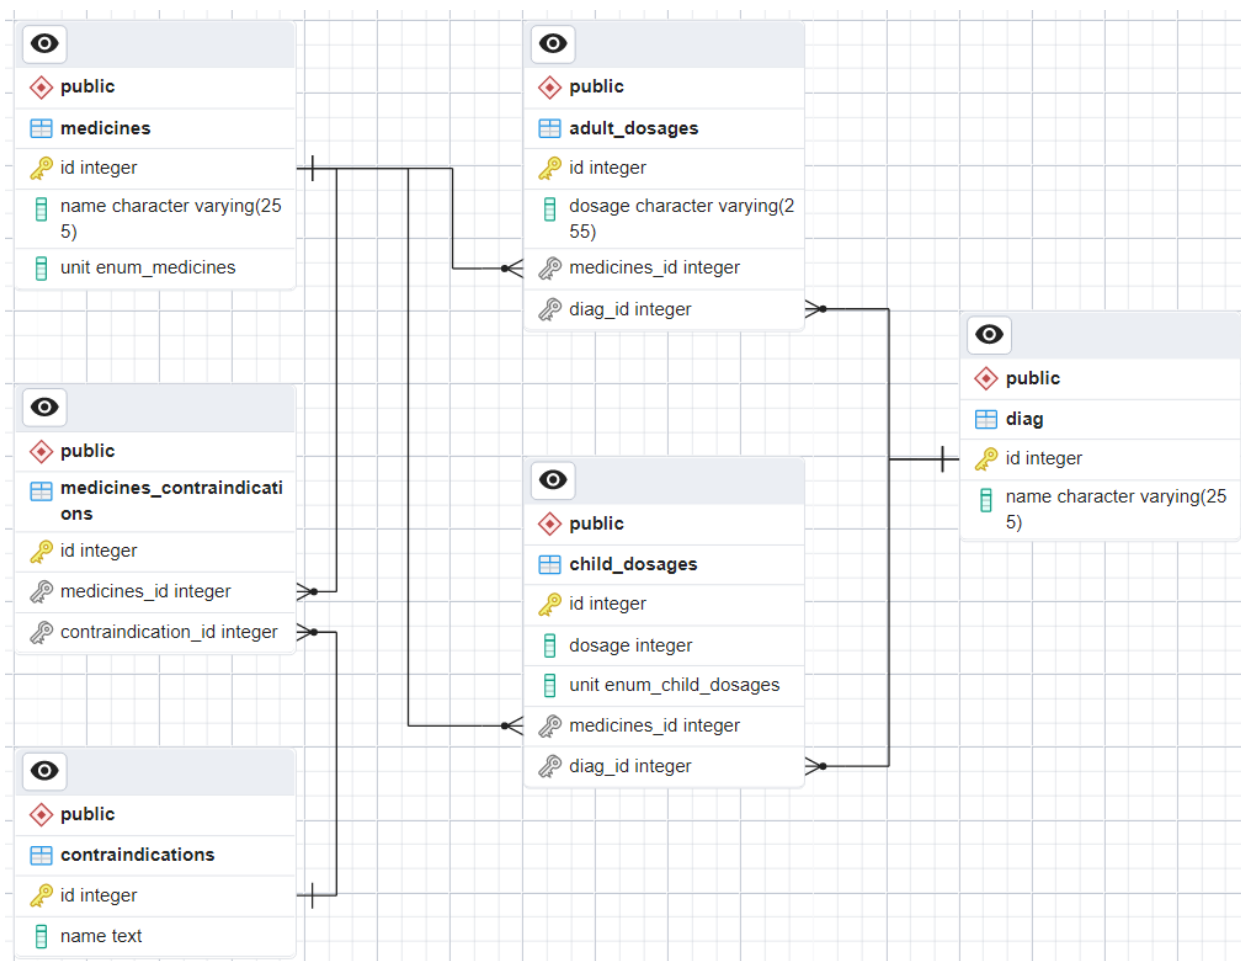 public
medicines
id integer
name character varying(25
5)
unit enum_medicines
public
medicines_contraindicati
ons
id integer
medicines_id integer
contraindication_id integer
public
contraindications
id integer
name text
public
adult_dosages
id integer
dosage character varying(2
55)
medicines_id integer
diag_id integer
public
child_dosages
id integer
dosage integer
unit enum_child_dosages
medicines_id integer
diag_id integer
public
diag
id integer
name character varying(25
5)